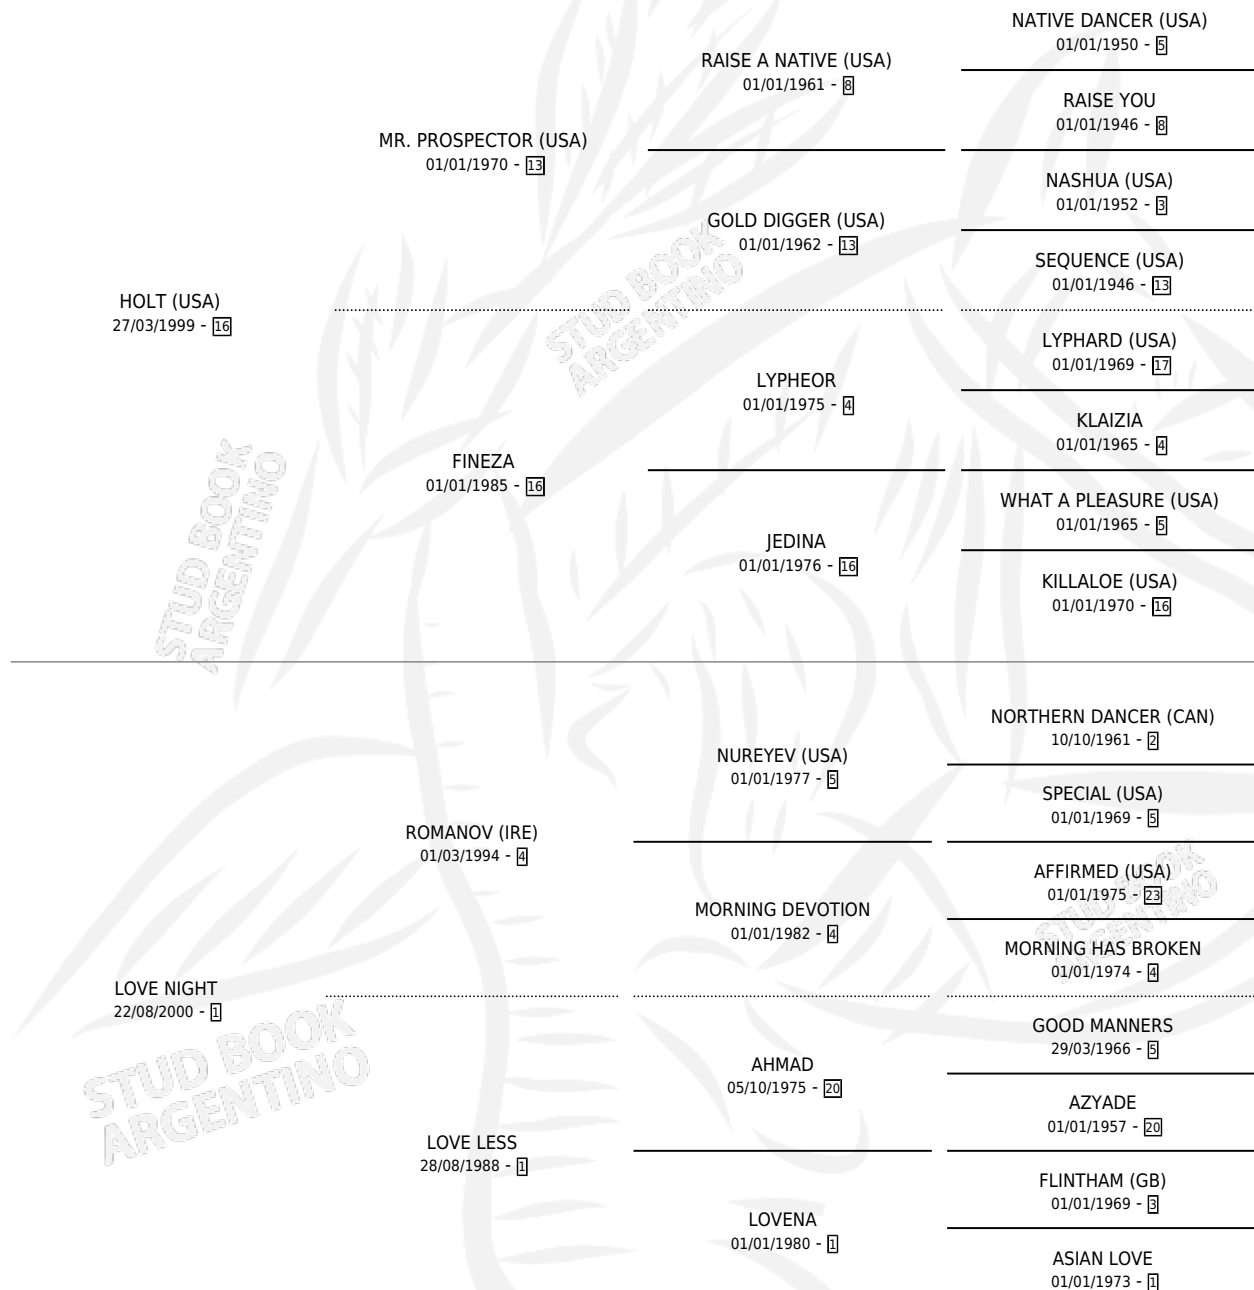 NATIVE DANCER (USA)
01/01/1950 - 5
RAISE A NATIVE (USA)
01/01/1961 - 8
RAISE YOU
01/01/1946 - 8
MR. PROSPECTOR (USA)
01/01/1970 - 13
NASHUA (USA)
01/01/1952 - 3
GOLD DIGGER (USA)
01/01/1962 - 13
SEQUENCE (USA)
01/01/1946 - 13
HOLT (USA)
27/03/1999 - 16
LYPHARD (USA)
01/01/1969 - 17
LYPHEOR
01/01/1975 - 4
KLAIZIA
01/01/1965 - 4
FINEZA
01/01/1985 - 16
WHAT A PLEASURE (USA)
01/01/1965 - 5
JEDINA
01/01/1976 - 16
KILLALOE (USA)
01/01/1970 - 16
NORTHERN DANCER (CAN)
10/10/1961 - 2
NUREYEV (USA)
01/01/1977 - 5
SPECIAL (USA)
01/01/1969 - 5
ROMANOV (IRE)
01/03/1994 - 4
AFFIRMED (USA)
01/01/1975 - 23
MORNING DEVOTION
01/01/1982 - 4
MORNING HAS BROKEN
01/01/1974 - 4
LOVE NIGHT
22/08/2000 - 1
GOOD MANNERS
29/03/1966 - 5
AHMAD
05/10/1975 - 20
AZYADE
01/01/1957 - 20
LOVE LESS
28/08/1988 - 1
FLINTHAM (GB)
01/01/1969 - 3
LOVENA
01/01/1980 - 1
ASIAN LOVE
01/01/1973 - 1
STUD BOOK
ARGENTINO
STUD BOOK
ARGENTINO
STUD BOOK
ARGENTINO
STUD BOOK
ARGENTINO